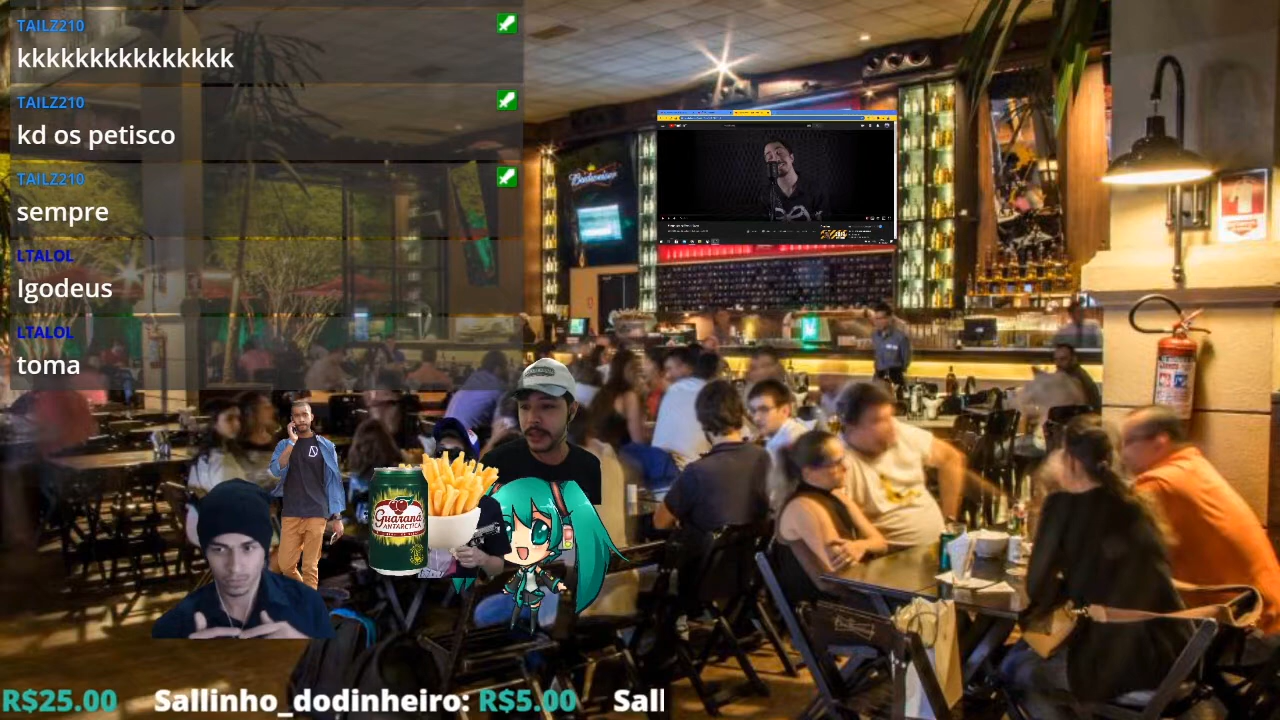 TAILZ210
kkkkkkkkkkkkkkk
TAILZ210
kd os petisco
TAILZ210
sempre
LTALOL
Igodeus
LTALOL
toma
Budweiser
Guaraná
ANTARCTICA
R$25.00 Sallinho_dodinheiro: R$5.00 Sall